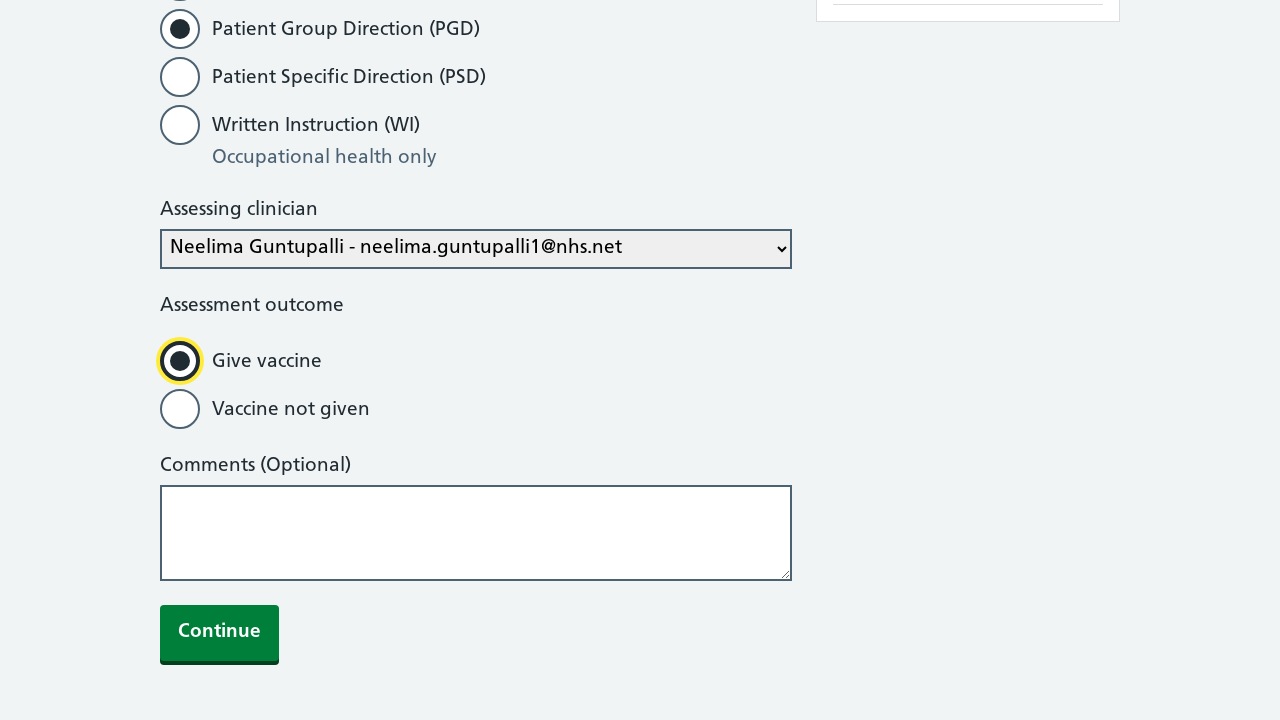 Patient Group Direction (PGD)
Patient Specific Direction (PSD)
Written Instruction (WI)
Occupational health only
Assessing clinician
Neelima Guntupalli - neelima.guntupalli1@nhs.net
Assessment outcome
Give vaccine
Vaccine not given
Comments (Optional)
Continue